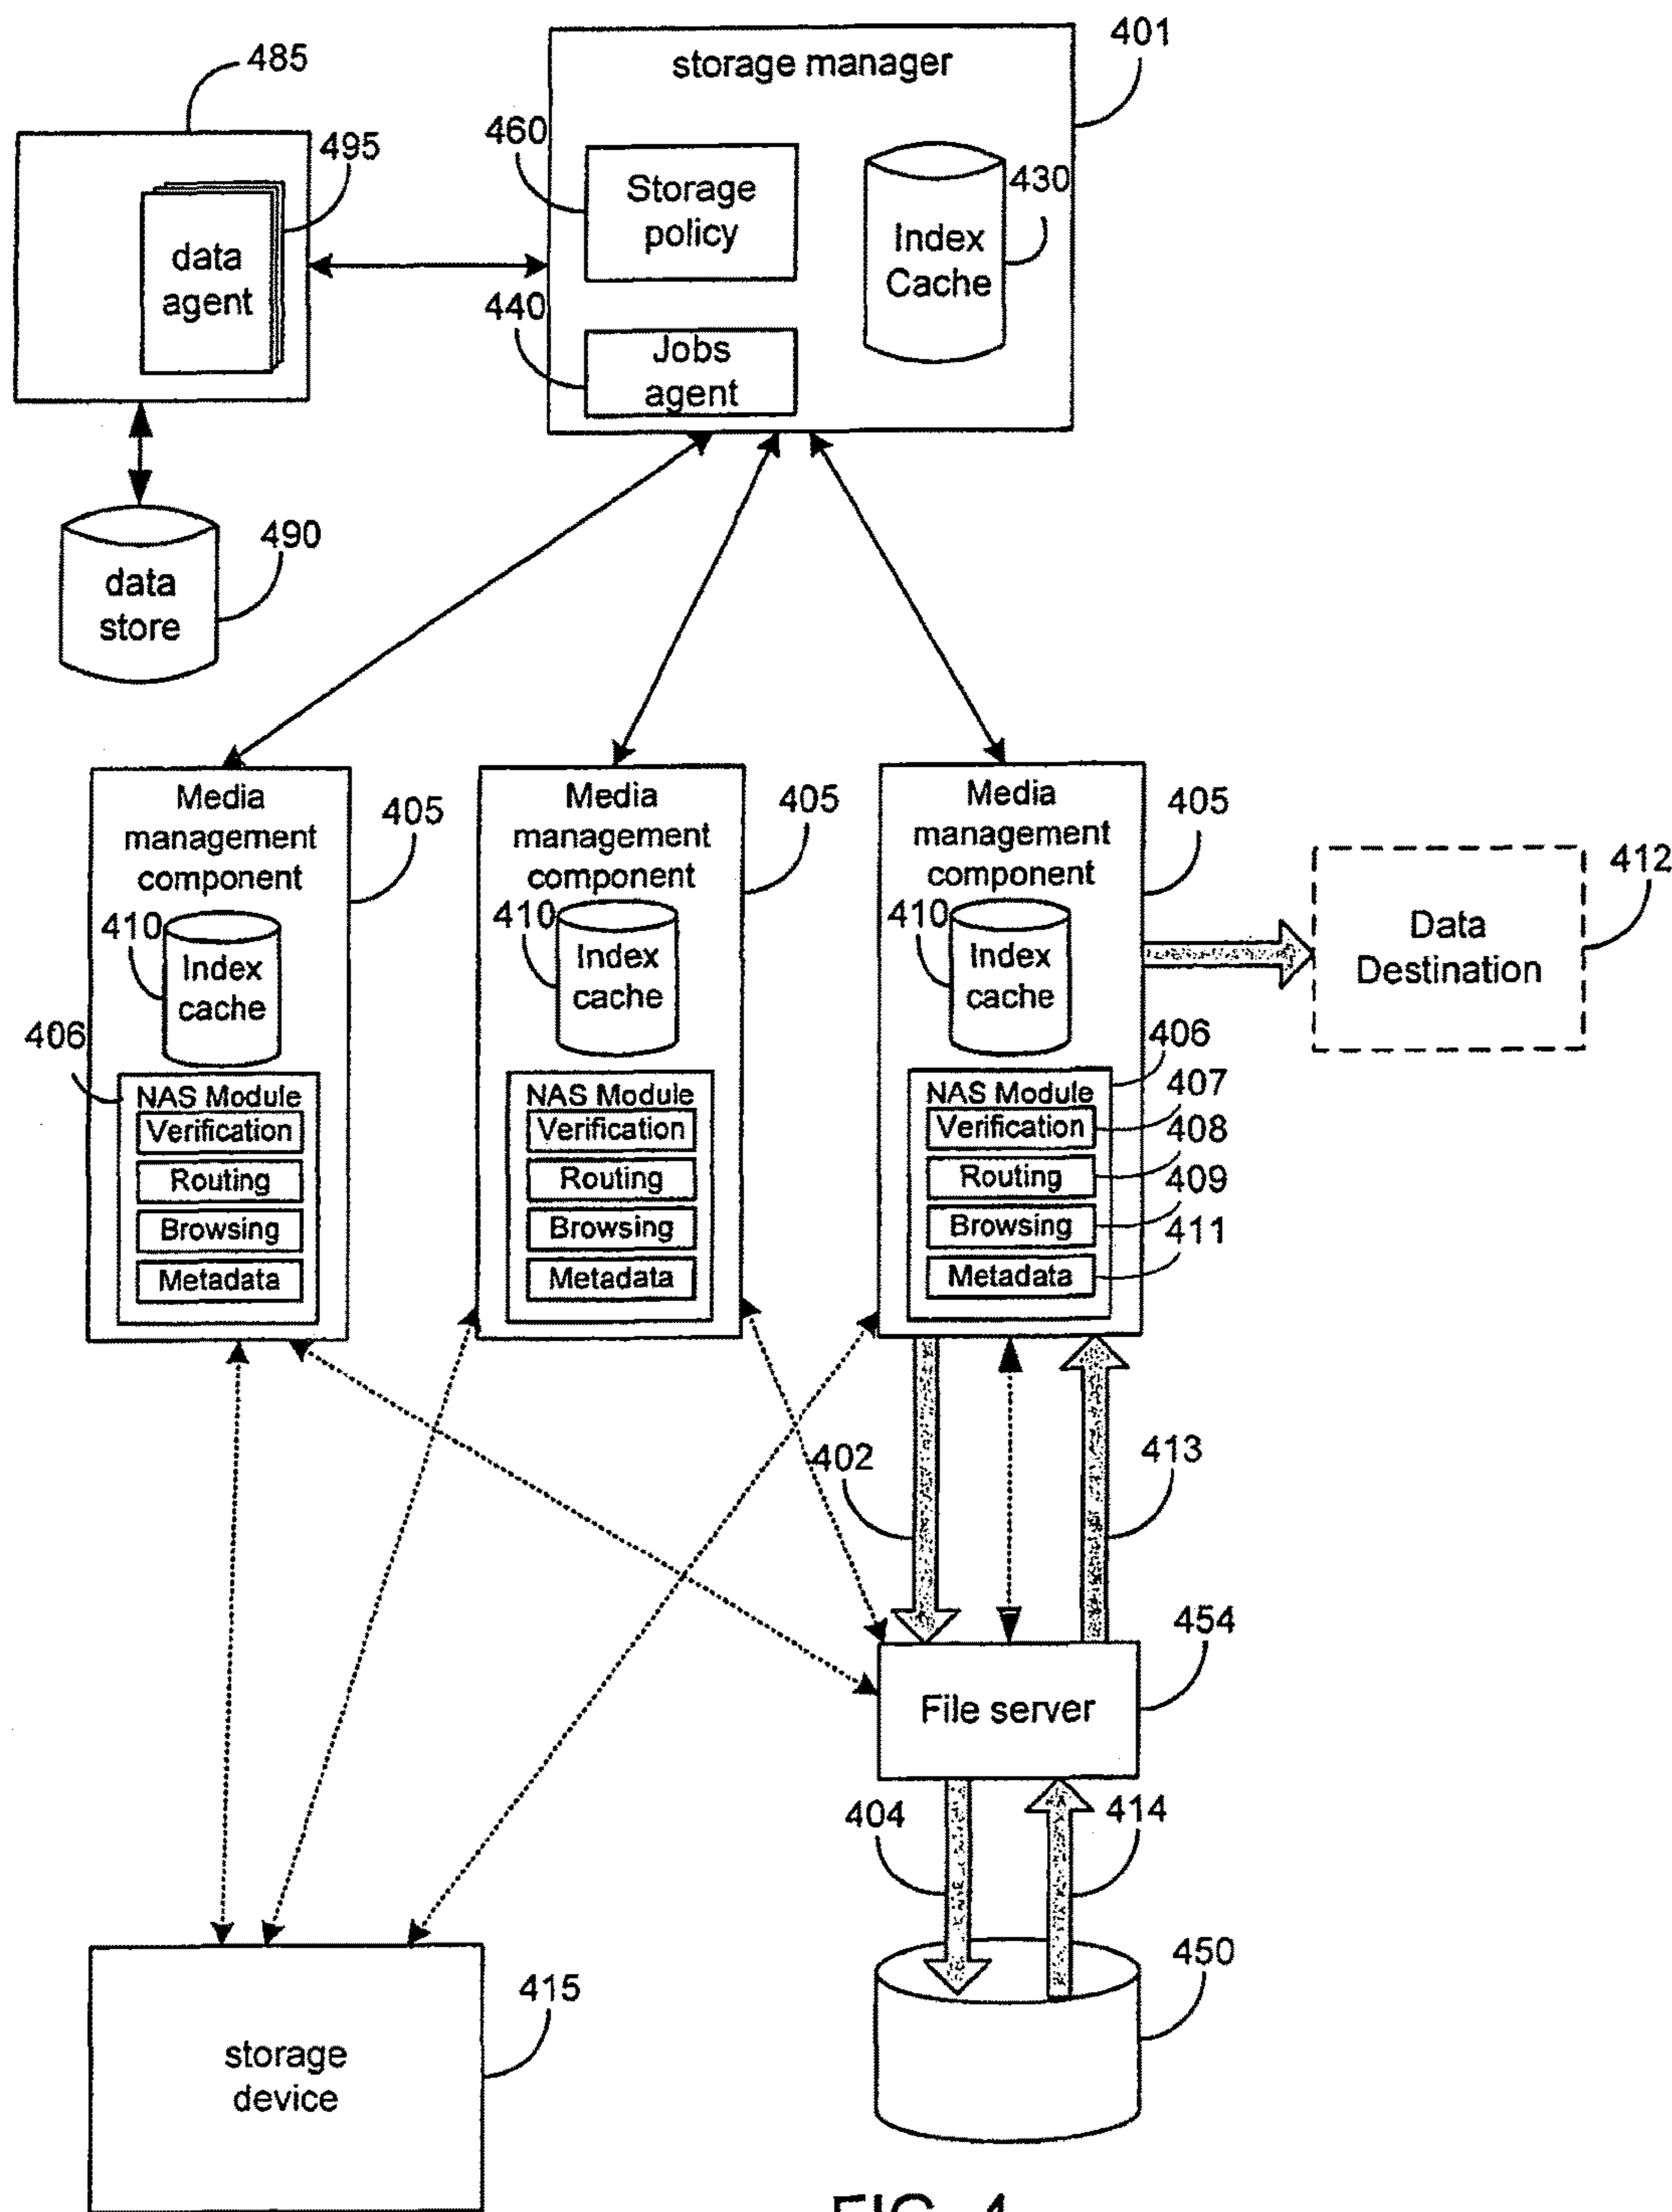 485
495
data
agent
490
data
store
storage manager
401
460
Storage
policy
430
Index
Cache
440
Jobs
agent
Media
management
component
405
410
Index
cache
406
NAS Module
Verification
Routing
Browsing
Metadata
Media
management
component
405
410
Index
cache
NAS Module
Verification
Routing
Browsing
Metadata
Media
management
component
405
410
Index
cache
406
NAS Module
407
Verification
408
Routing
409
Browsing
411
Metadata
412
Data
Destination
402
413
454
File server
404
414
450
415
storage
device
FIG. 4